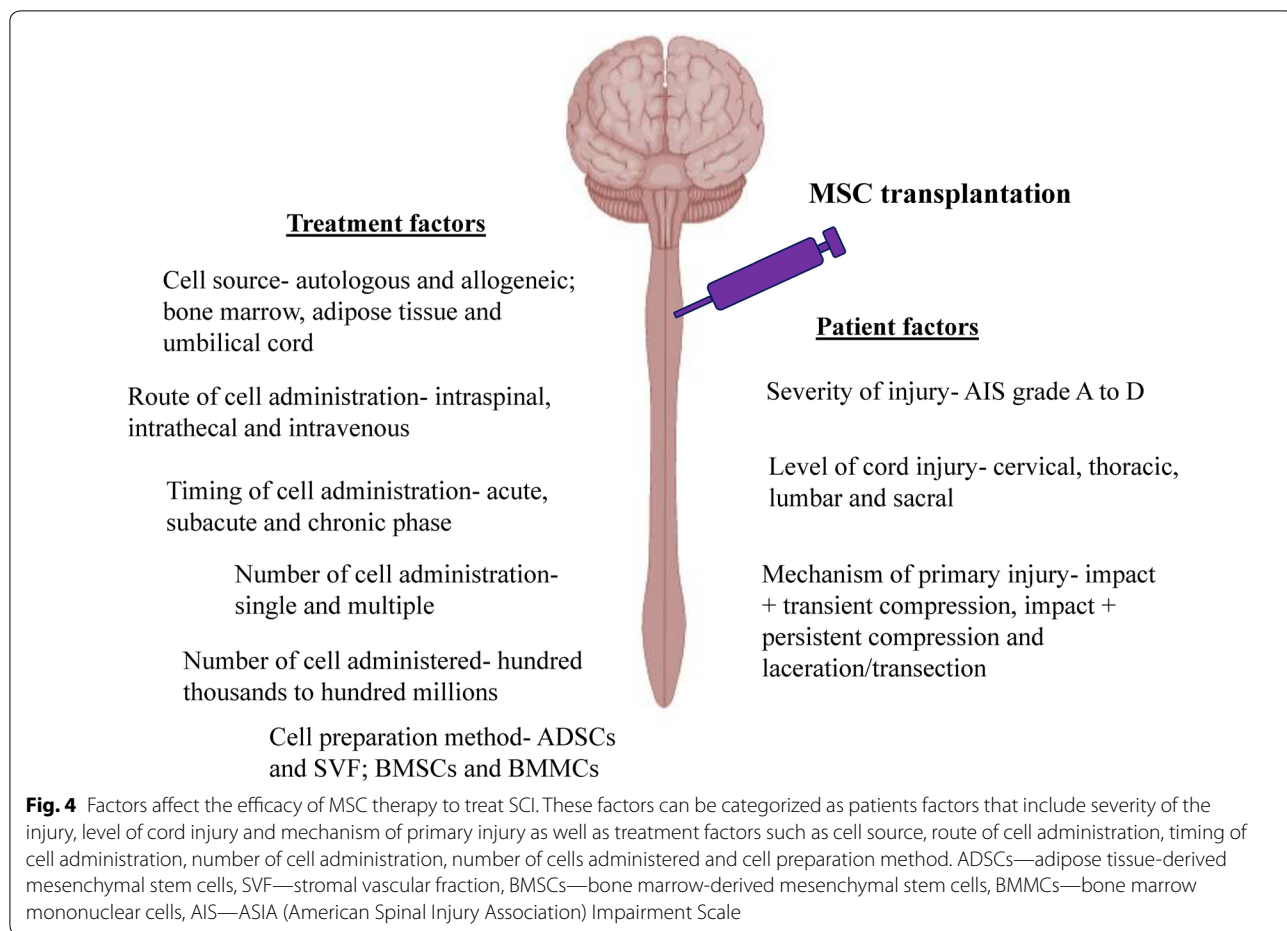 MSC transplantation
Treatment factors
Cell source- autologous and allogeneic;
bone marrow, adipose tissue and
umbilical cord
Route of cell administration- intraspinal,
intrathecal and intravenous
Timing of cell administration- acute,
subacute and chronic phase
Number of cell administration-
single and multiple
Number of cell administered- hundred
thousands to hundred millions
Cell preparation method- ADSCs
and SVF; BMSCs and BMMCs
Patient factors
Severity of injury- AIS grade A to D
Level of cord injury- cervical, thoracic,
lumbar and sacral
Mechanism of primary injury- impact
+ transient compression, impact +
persistent compression and
laceration/transection
Fig. 4 Factors affect the efficacy of MSC therapy to treat SCI. These factors can be categorized as patients factors that include severity of the
injury, level of cord injury and mechanism of primary injury as well as treatment factors such as cell source, route of cell administration, timing of
cell administration, number of cell administration, number of cells administered and cell preparation method. ADSCs—adipose tissue-derived
mesenchymal stem cells, SVF—stromal vascular fraction, BMSCs—bone marrow-derived mesenchymal stem cells, BMMCs—bone marrow
mononuclear cells, AIS—ASIA (American Spinal Injury Association) Impairment Scale